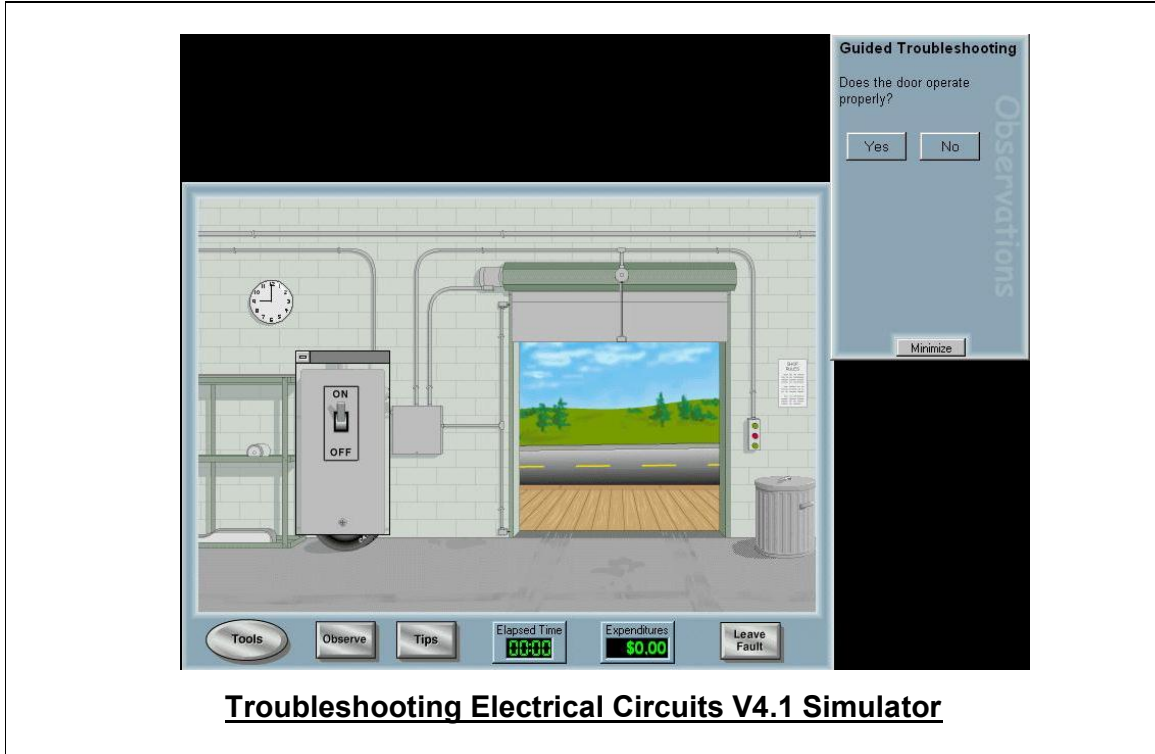 Guided Troubleshooting
Does the door operate
properly?
Yes No
Observations
Minimize
12
ON
OFF
Tools
Observe
Tips
Elapsed Time
00:00
Expenditures
$0.00
Leave
Fault
Troubleshooting Electrical Circuits V4.1 Simulator